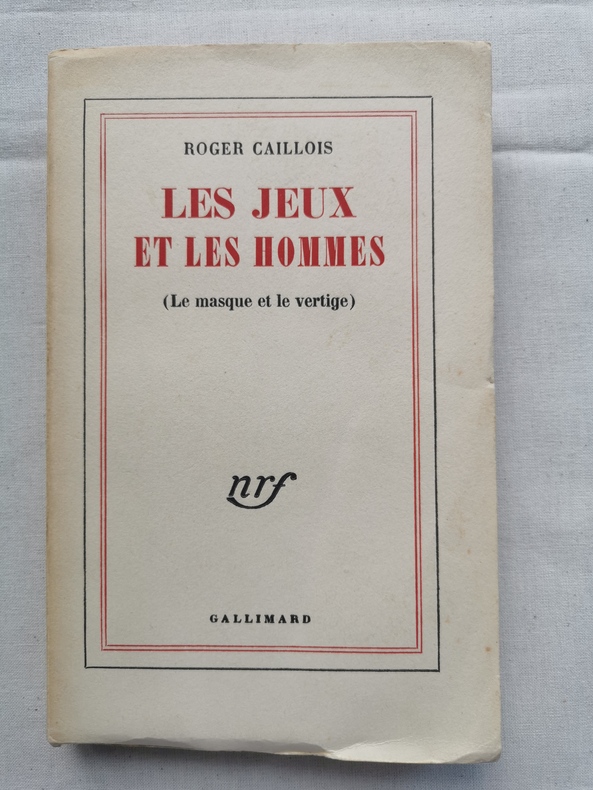 ROGER CAILLOIS
LES JEUX
ET LES HOMMES
(Le masque et le vertige)
nrf
GALLIMARD